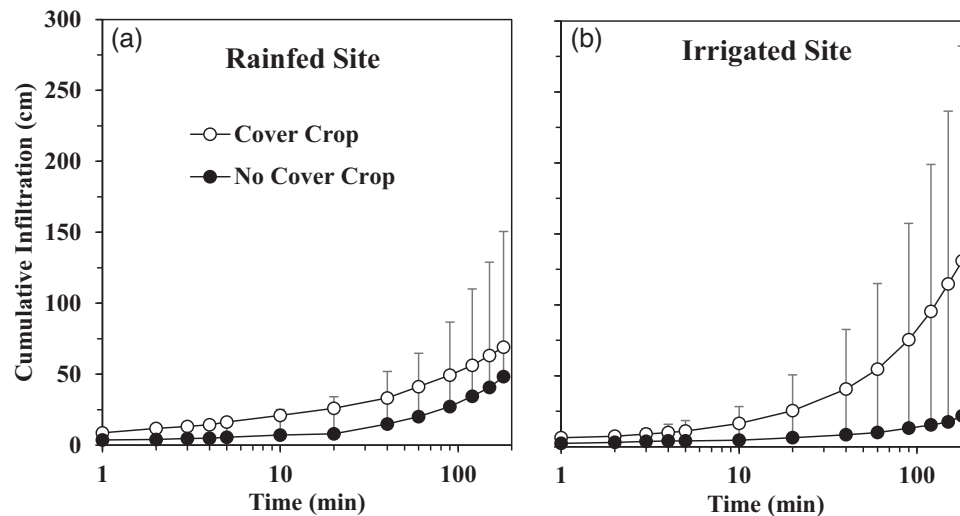 (a)
Rainfed Site
Cover Crop
No Cover Crop
Cumulative Infiltration (cm)
300
250
200
150
100
50
0
1
10
100
Time (min)
(b)
Irrigated Site
1
10
100
Time (min)